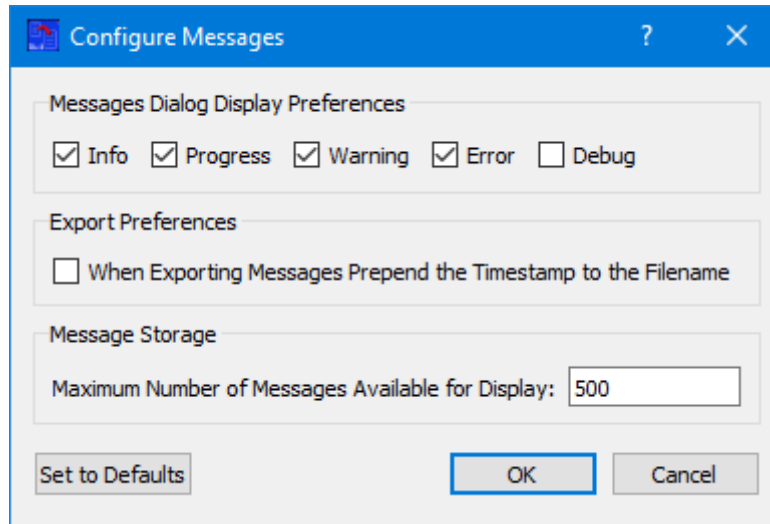 Configure Messages ?
Messages Dialog Display Preferences
Info Progress Warning Error Debug
Export Preferences
When Exporting Messages Prepend the Timestamp to the Filename
Message Storage
Maximum Number of Messages Available for Display: 500
Set to Defaults OK Cancel